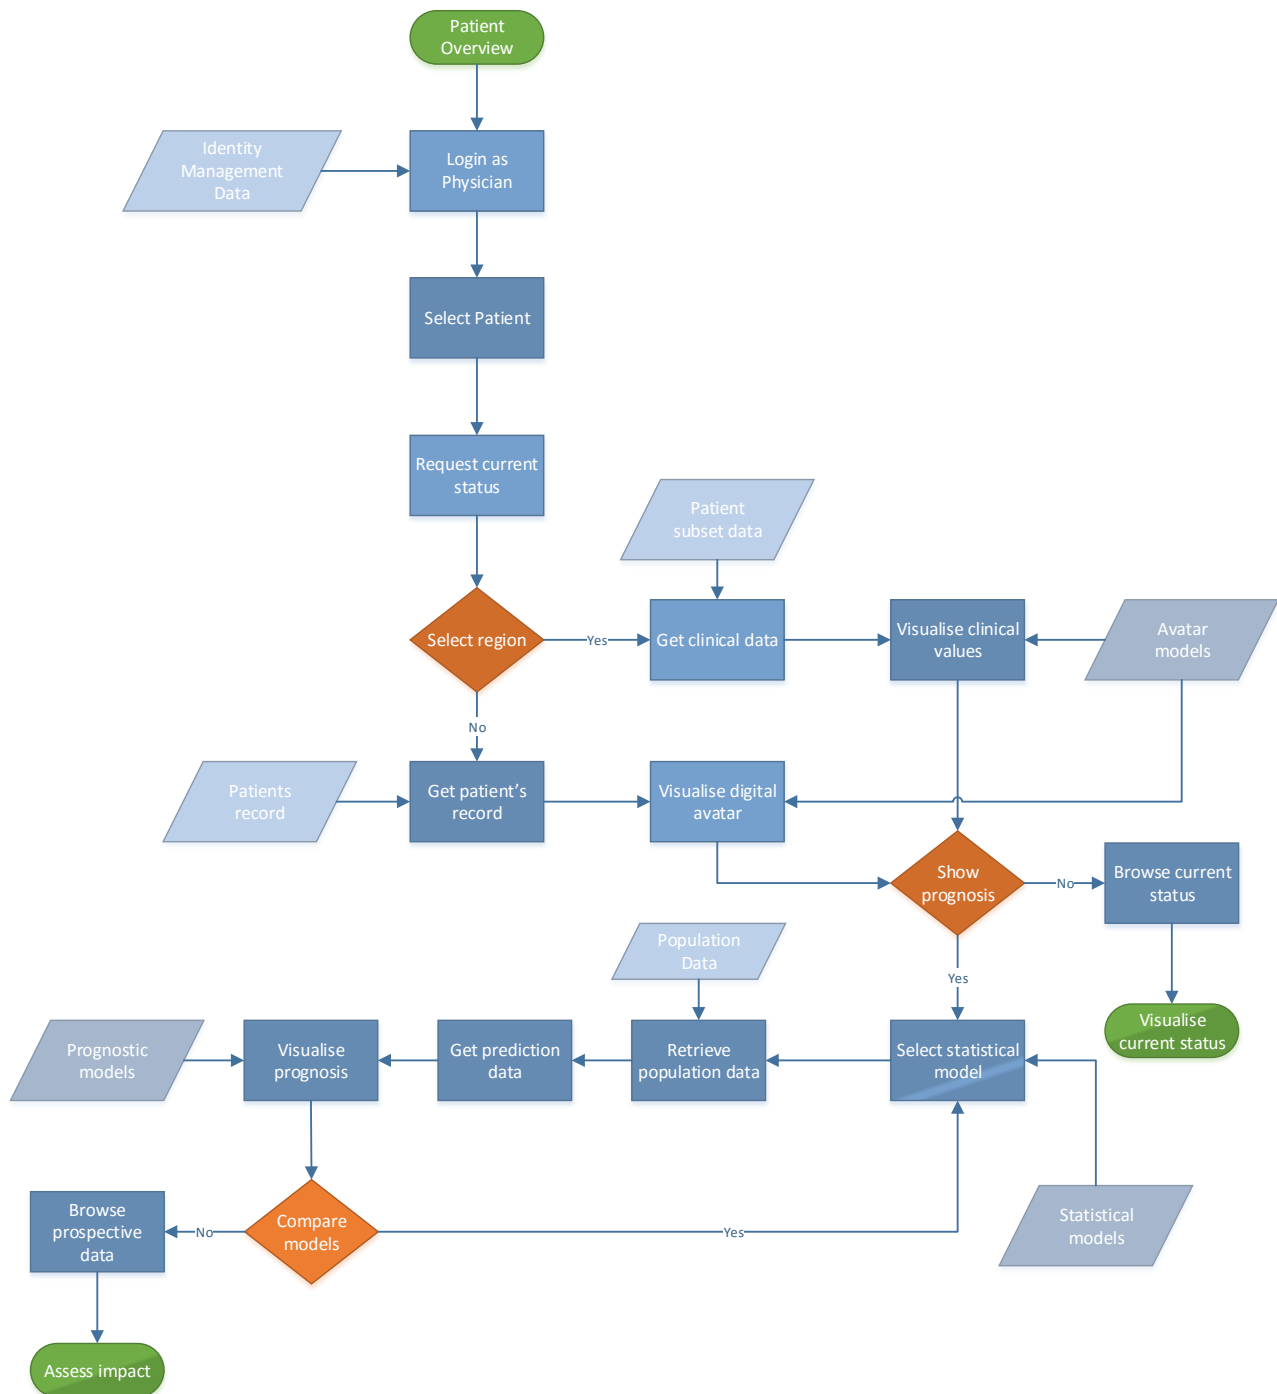 Patient
Overview
Identity
Management
Data
Login as
Physician
Select Patient
Request current
status
Patient
subset data
Select region
Yes
Get clinical data
Visualise clinical
values
Avatar
models
No
Patients
record
Get patient's
record
Visualise digital
avatar
Show
prognosis
No
Browse current
status
Population
Data
Yes
Visualise
current status
Prognostic
models
Visualise
prognosis
Get prediction
data
Retrieve
population data
Select statistical
model
Browse
prospective
data
No
Compare
models
Yes
Statistical
models
Assess impact